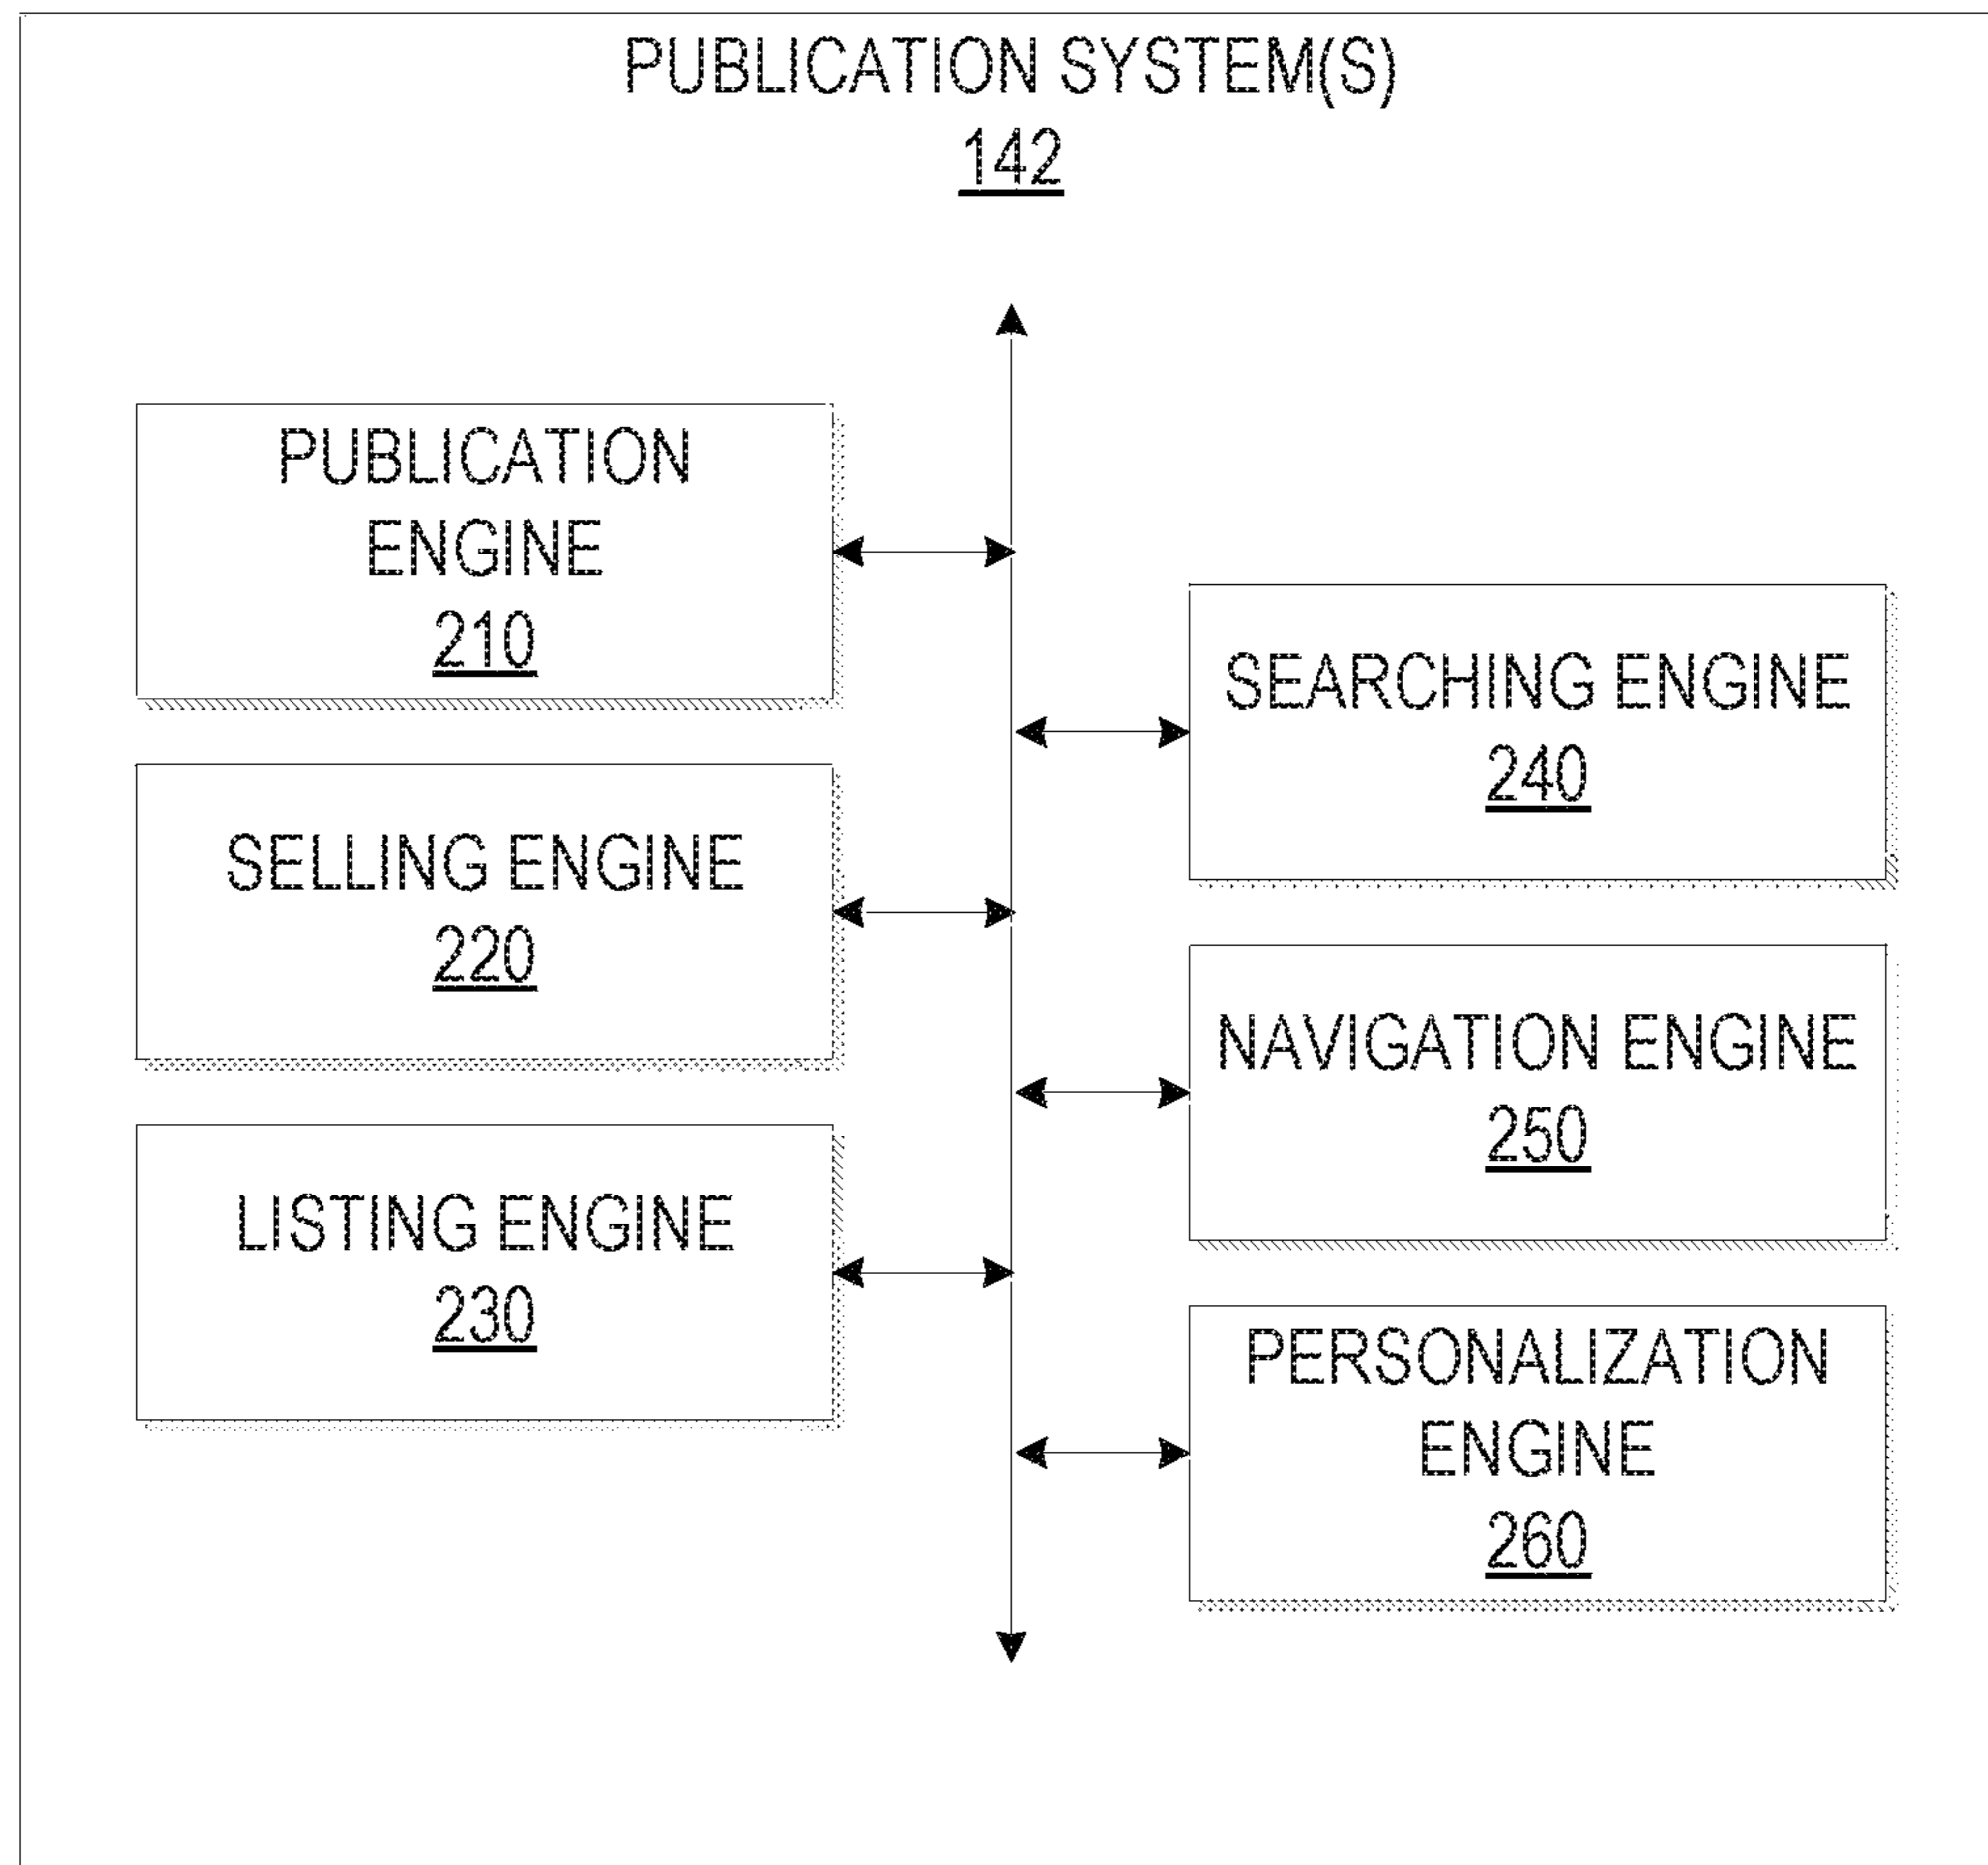 PUBLICATION SYSTEM(S)
142
PUBLICATION
ENGINE
210
SELLING ENGINE
220
LISTING ENGINE
230
SEARCHING ENGINE
240
NAVIGATION ENGINE
250
PERSONALIZATION
ENGINE
260